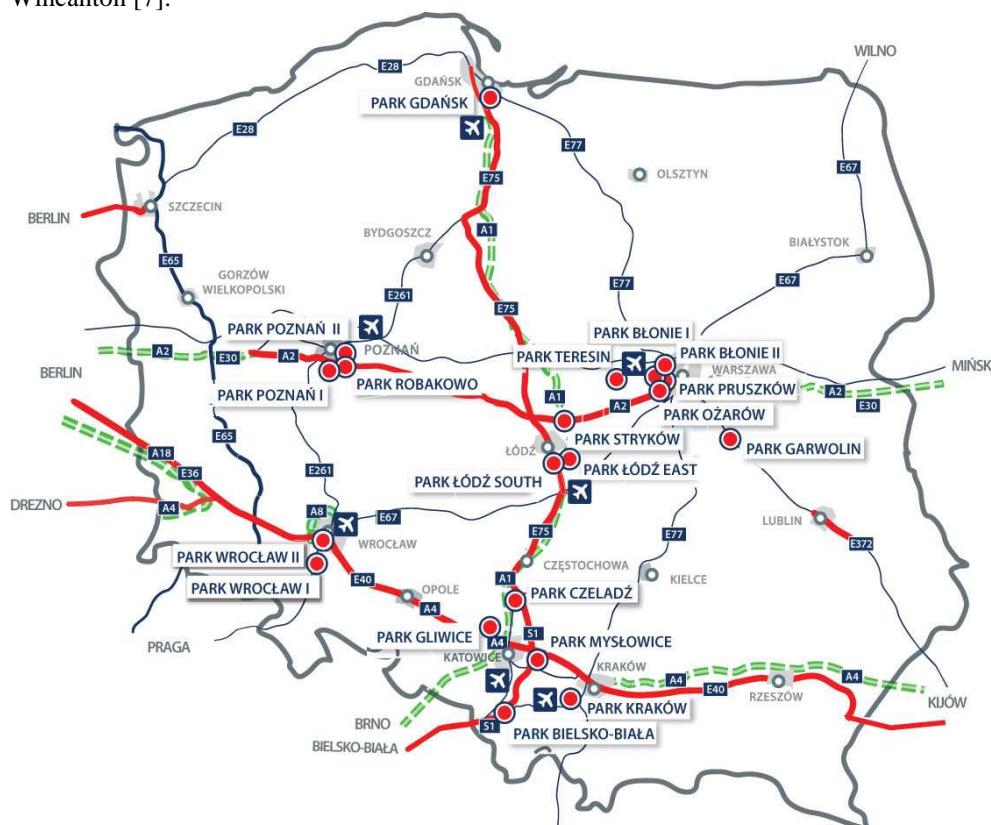 Wincanton [7].
WILNO
E28
GDAŃSK
PARK GDAŃSK
E28
E77
E67
E75
OLSZTYN
SZCZECIN
BERLIN
A1
BYDGOSZCZ
BIAŁYSTOK
E65
E77
E67
GORZÓW
WIELKOPOLSKI
E261
E75
PARK POZNAŃ II
PARK BŁONIE I
A2
E30
A2
POZNAŃ
PARK TERESIN
PARK BŁONIE II
WARSZAWA
MIŃSK
BERLIN
PARK POZNAŃ I
PARK ROBAKOWO
A1
A2
PARK PRUSZKÓW
A2
E30
PARK OŻARÓW
E65
PARK STRYKÓW
PARK GARWOLIN
A18
E36
E261
ŁÓDŹ
PARK ŁÓDŹ EAST
PARK ŁÓDŹ SOUTH
DREZNO
A4
A8
E67
WROCŁAW
E75
E77
LUBLIN
E372
PARK WROCŁAW II
PARK WROCŁAW I
E40
CZĘSTOCHOWA
KIELCE
A1
OPOLE
A4
PARK CZELADŹ
PRAGA
PARK GLIWICE
S1
A4
PARK MYSŁOWICE
KATOWICE
KRAKÓW
A4
E40
RZESZÓW
A4
KIJÓW
BRNO
S1
PARK KRAKÓW
PARK BIELSKO-BIAŁA
BIELSKO-BIAŁA